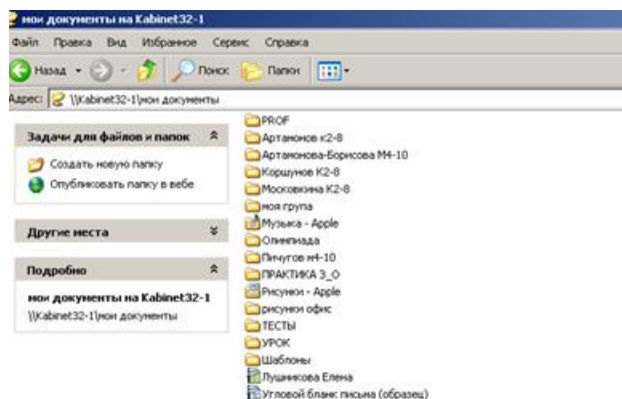 мои документы на Kabinet32-1
Файл Правка Вид Избранное Сервис Справка
Назад Поиск Папки
Адрес: \\Kabinet32-1\мои документы
Задачи для файлов и папок
Создать новую папку
Опубликовать папку в вебе
Другие места
Подробно
мои документы на Kabinet32-1
\\Kabinet32-1\мои документы
PROF
Артамонов к2-8
Артамонова-Борисова М4-10
Коршунов К2-8
Московкина К2-8
моя група
Музыка - Apple
Олимпиада
Пичугов м4-10
ПРАКТИКА 3_О
Рисунки - Apple
рисунки офис
ТЕСТЫ
УРОК
Шаблоны
Лушникова Елена
Угловой бланк письма (образец)